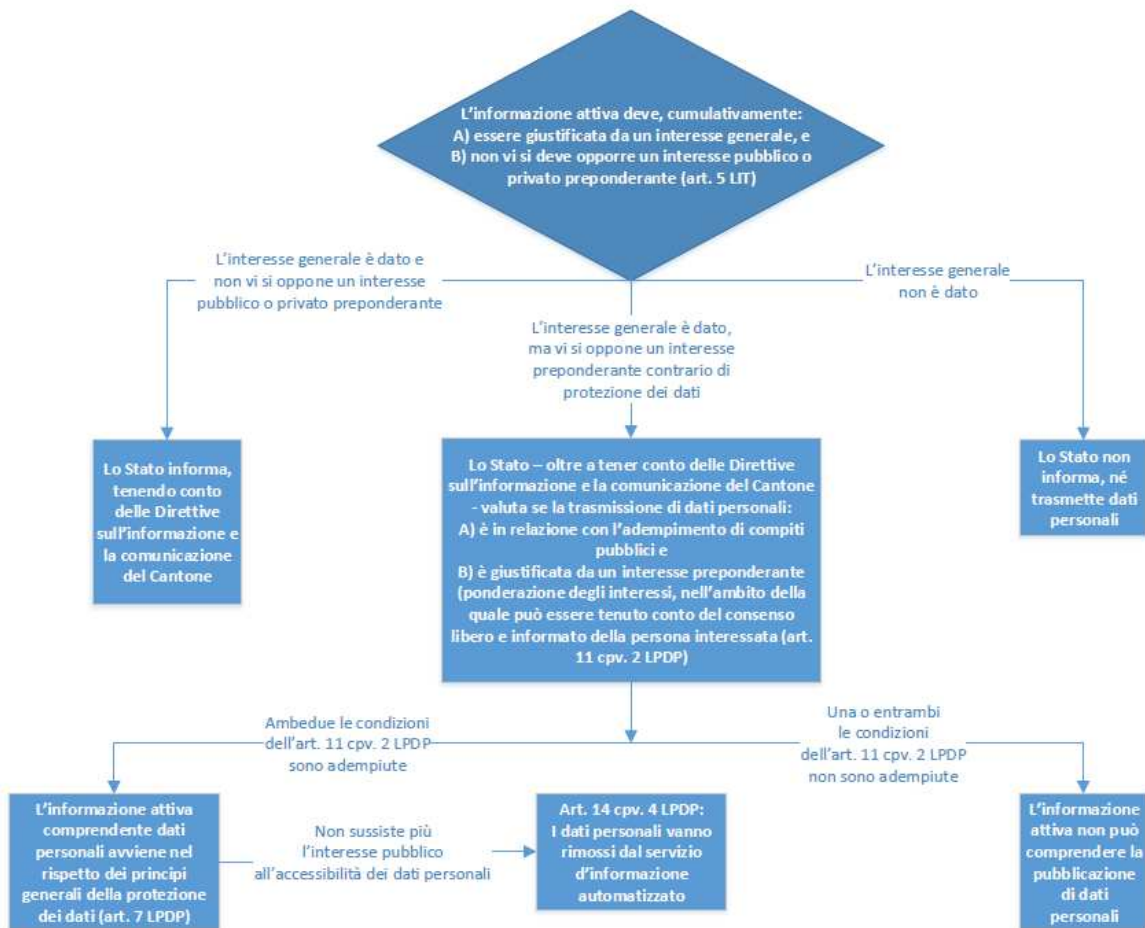 L'informazione attiva deve, cumulativamente:
A) essere giustificata da un interesse generale, e
B) non vi si deve opporre un interesse pubblico o
privato preponderante (art. 5 LIT)
L'interesse generale è dato e
non vi si oppone un interesse
pubblico o privato preponderante
L'interesse generale
non è dato
L'interesse generale è dato,
ma vi si oppone un interesse
preponderante contrario di
protezione dei dati
Lo Stato informa,
tenendo conto
delle Direttive
sull'informazione e
la comunicazione
del Cantone
Lo Stato – oltre a tener conto delle Direttive
sull'informazione e la comunicazione del Cantone
- valuta se la trasmissione di dati personali:
A) è in relazione con l'adempimento di compiti
pubblici e
B) è giustificata da un interesse preponderante
(ponderazione degli interessi, nell'ambito della
quale può essere tenuto conto del consenso
libero e informato della persona interessata (art.
11 cpv. 2 LPDP)
Lo Stato non
informa, né
trasmette dati
personali
Ambedue le condizioni
dell'art. 11 cpv. 2 LPDP
sono adempiute
Una o entrambi
le condizioni
dell'art. 11 cpv. 2 LPDP
non sono adempiute
L'informazione attiva
comprendente dati
personali avviene nel
rispetto dei principi
generali della protezione
dei dati (art. 7 LPDP)
Non sussiste più
l'interesse pubblico
all'accessibilità dei dati personali
Art. 14 cpv. 4 LPDP:
I dati personali vanno
rimossi dal servizio
d'informazione
automatizzato
L'informazione
attiva non può
comprendere la
pubblicazione
di dati
personali